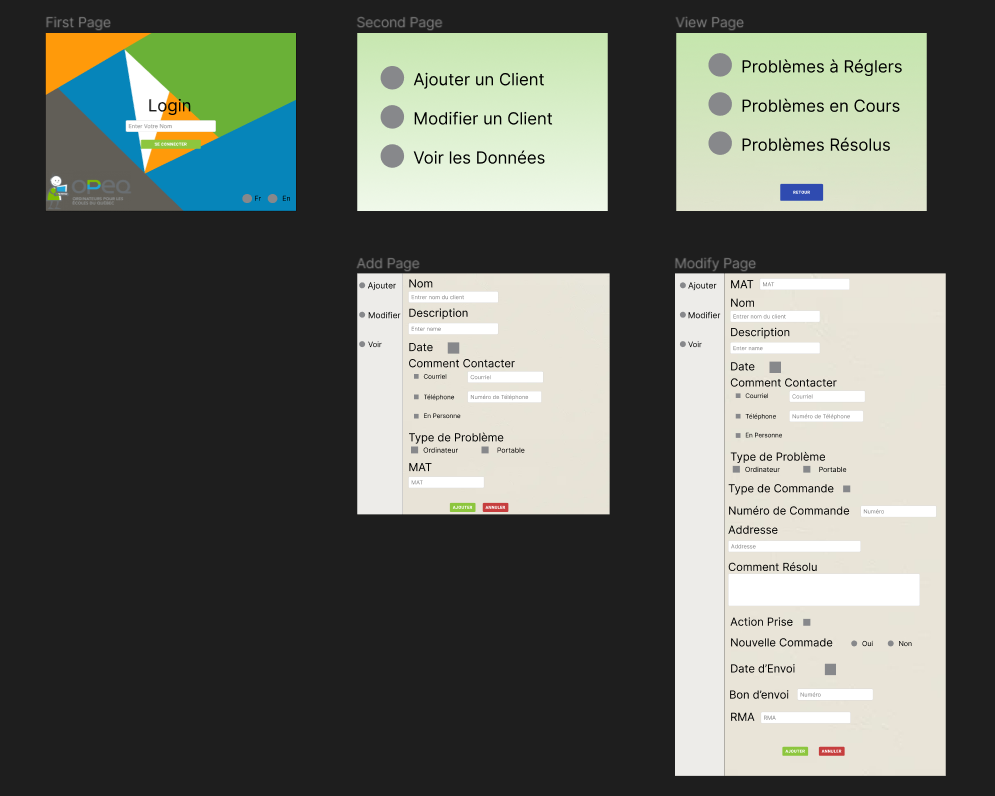 First Page
Login
Enter Votre Nom
SE CONNECTER
OPEQ
ORDINATEURS POUR LES
ÉCOLES DU QUÉBEC
Fr
En
Second Page
Ajouter un Client
Modifier un Client
Voir les Données
View Page
Problèmes à Réglers
Problèmes en Cours
Problèmes Résolus
RETOUR
Add Page
Ajouter
Modifier
Voir
Nom
Entrer nom du client
Description
Enter name
Date
Comment Contacter
Courriel Courriel
Téléphone Numéro de Téléphone
En Personne
Type de Problème
Ordinateur Portable
MAT
MAT
AJOUTER ANNULER
Modify Page
Ajouter
Modifier
Voir
MAT MAT
Nom
Entrer nom du client
Description
Enter name
Date
Comment Contacter
Courriel Courriel
Téléphone Numéro de Téléphone
En Personne
Type de Problème
Ordinateur Portable
Type de Commande
Numéro de Commande Numéro
Addresse
Addresse
Comment Résolu
Action Prise
Nouvelle Commade Oui Non
Date d'Envoi
Bon d'envoi Numéro
RMA RMA
AJOUTER ANNULER